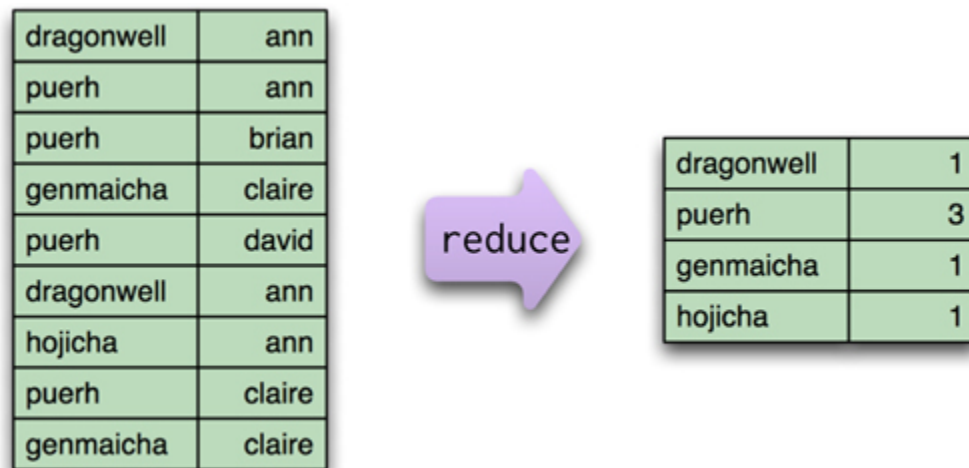 dragonwell ann
puerh ann
puerh brian
genmaicha claire
puerh david
dragonwell ann
hojicha ann
puerh claire
genmaicha claire
reduce
dragonwell 1
puerh 3
genmaicha 1
hojicha 1